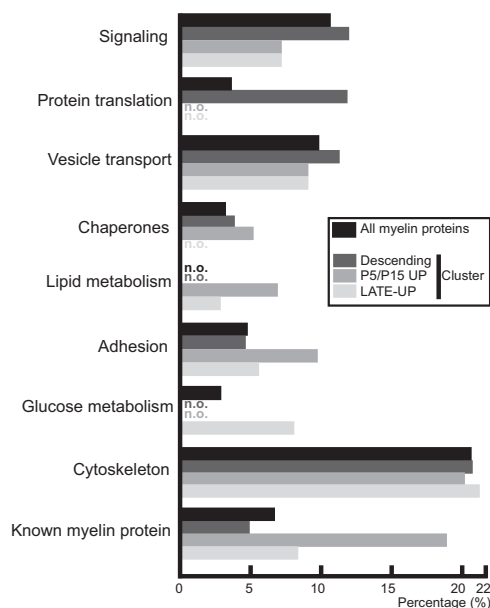 Signaling
Protein translation
n.o.
n.o.
Vesicle transport
Chaperones
n.o.
All myelin proteins
Descending
P5/P15 UP
Cluster
LATE-UP
Lipid metabolism
n.o.
n.o.
Adhesion
Glucose metabolism
n.o.
n.o.
Cytoskeleton
Known myelin protein
0 5 10 15 20 22
Percentage (%)